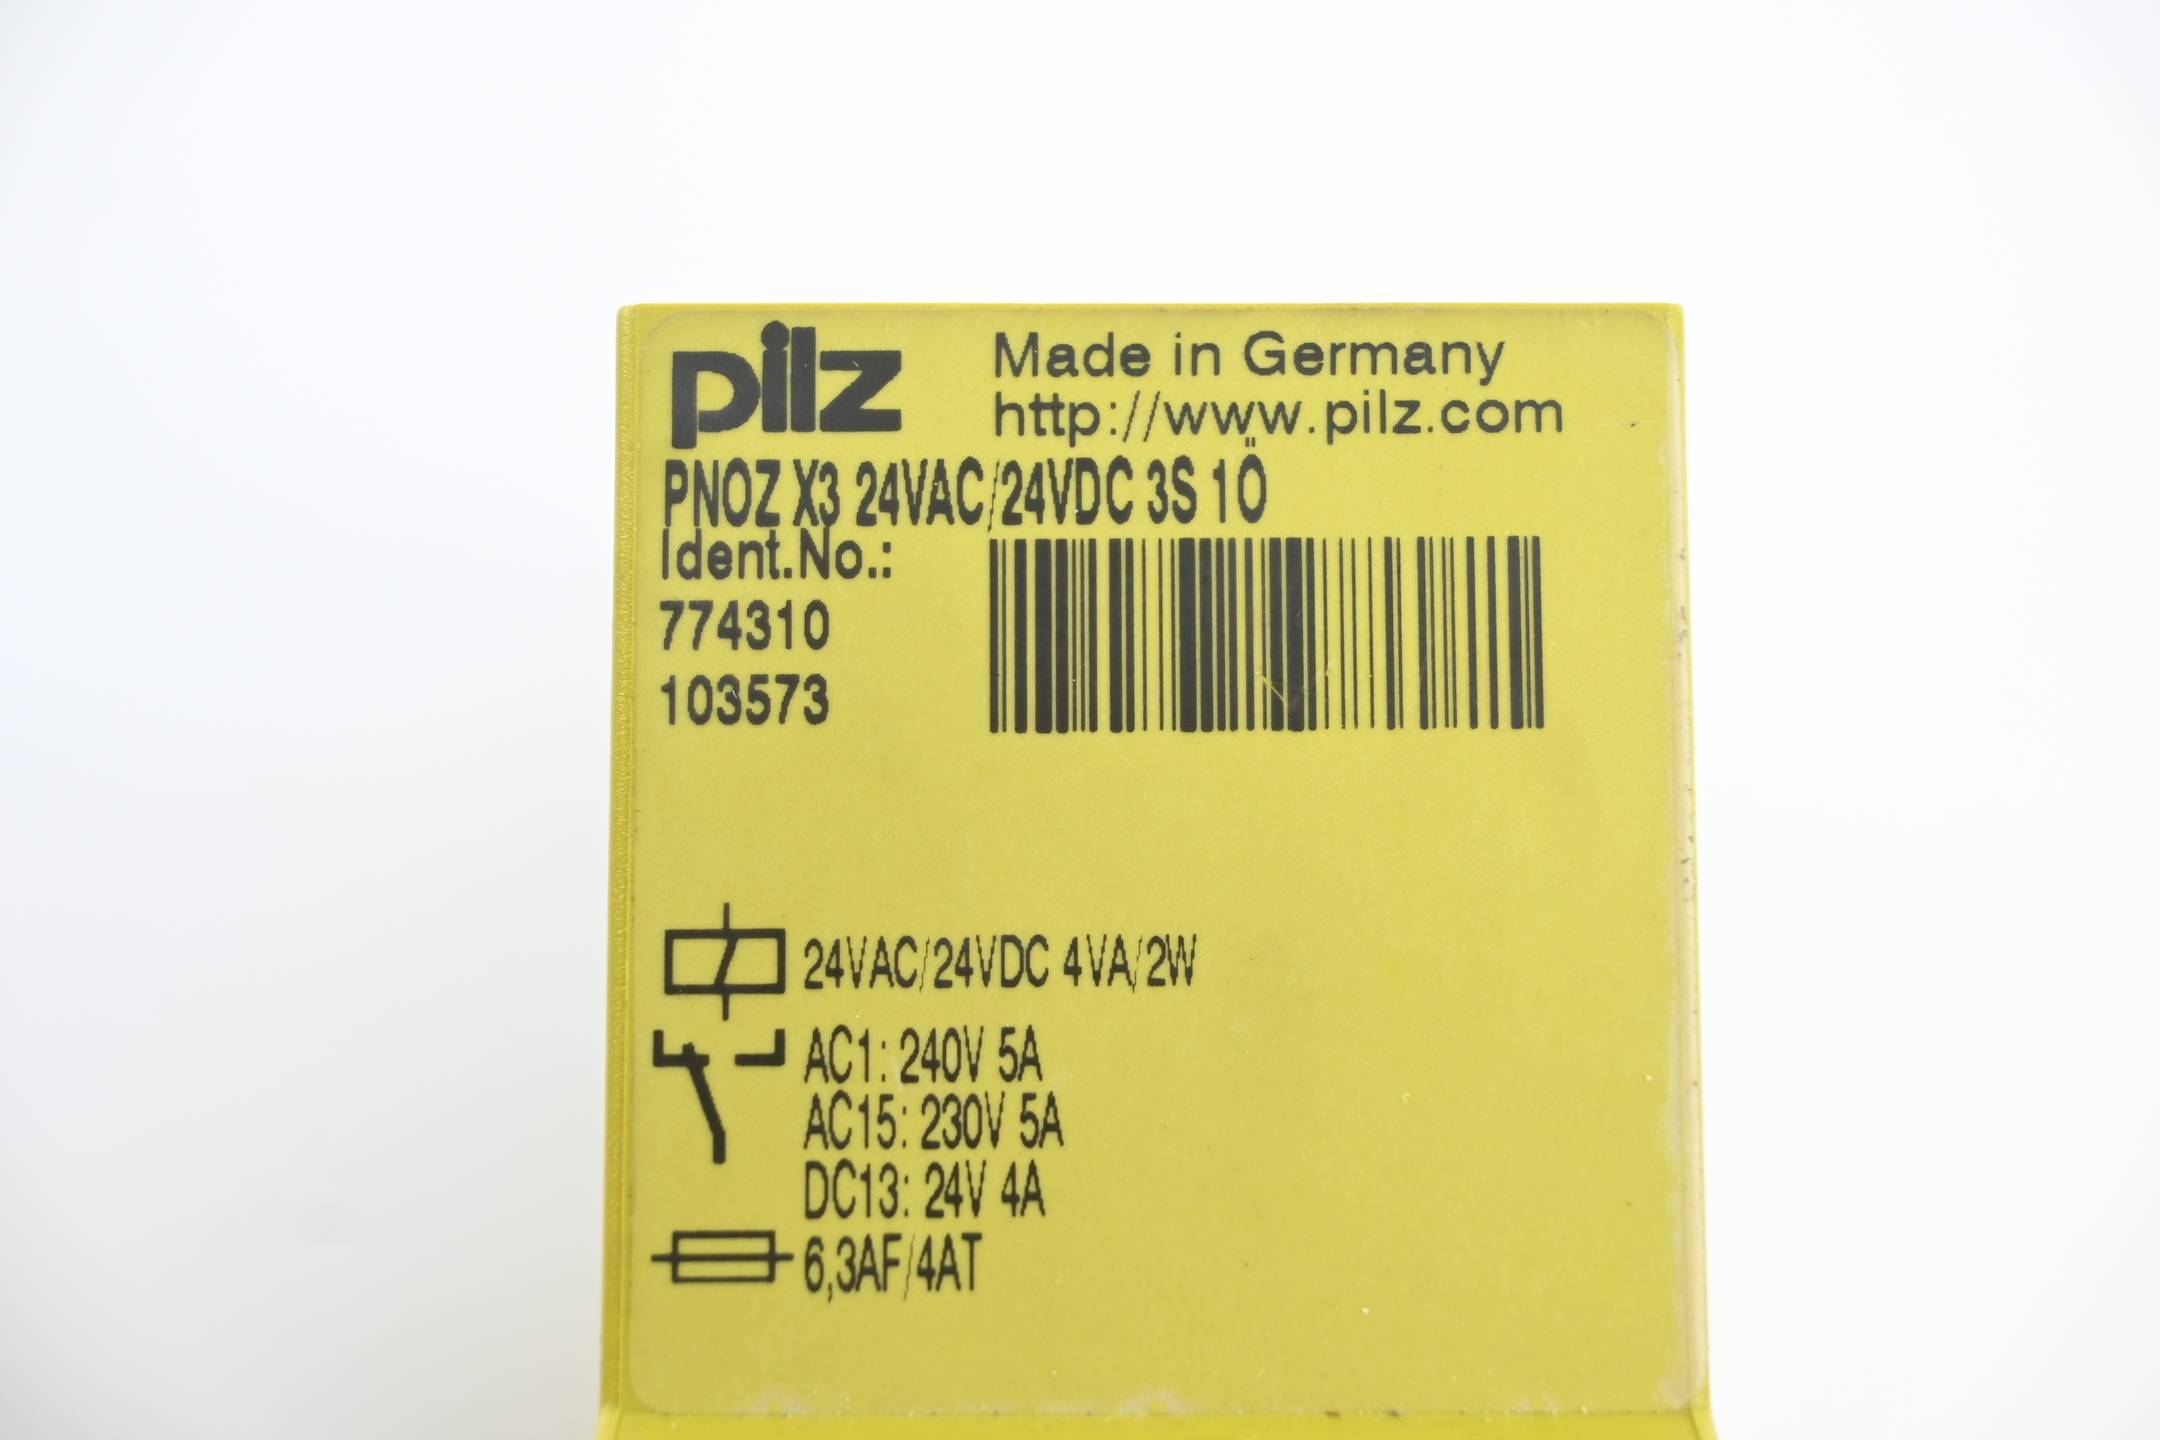 pilz
Made in Germany
http://www.pilz.com
PNOZ X3 24VAC/24VDC 3S 1Ö
Ident.No.:
774310
103573
24VAC/24VDC 4VA/2W
AC1: 240V 5A
AC15: 230V 5A
DC13: 24V 4A
6,3AF/4AT